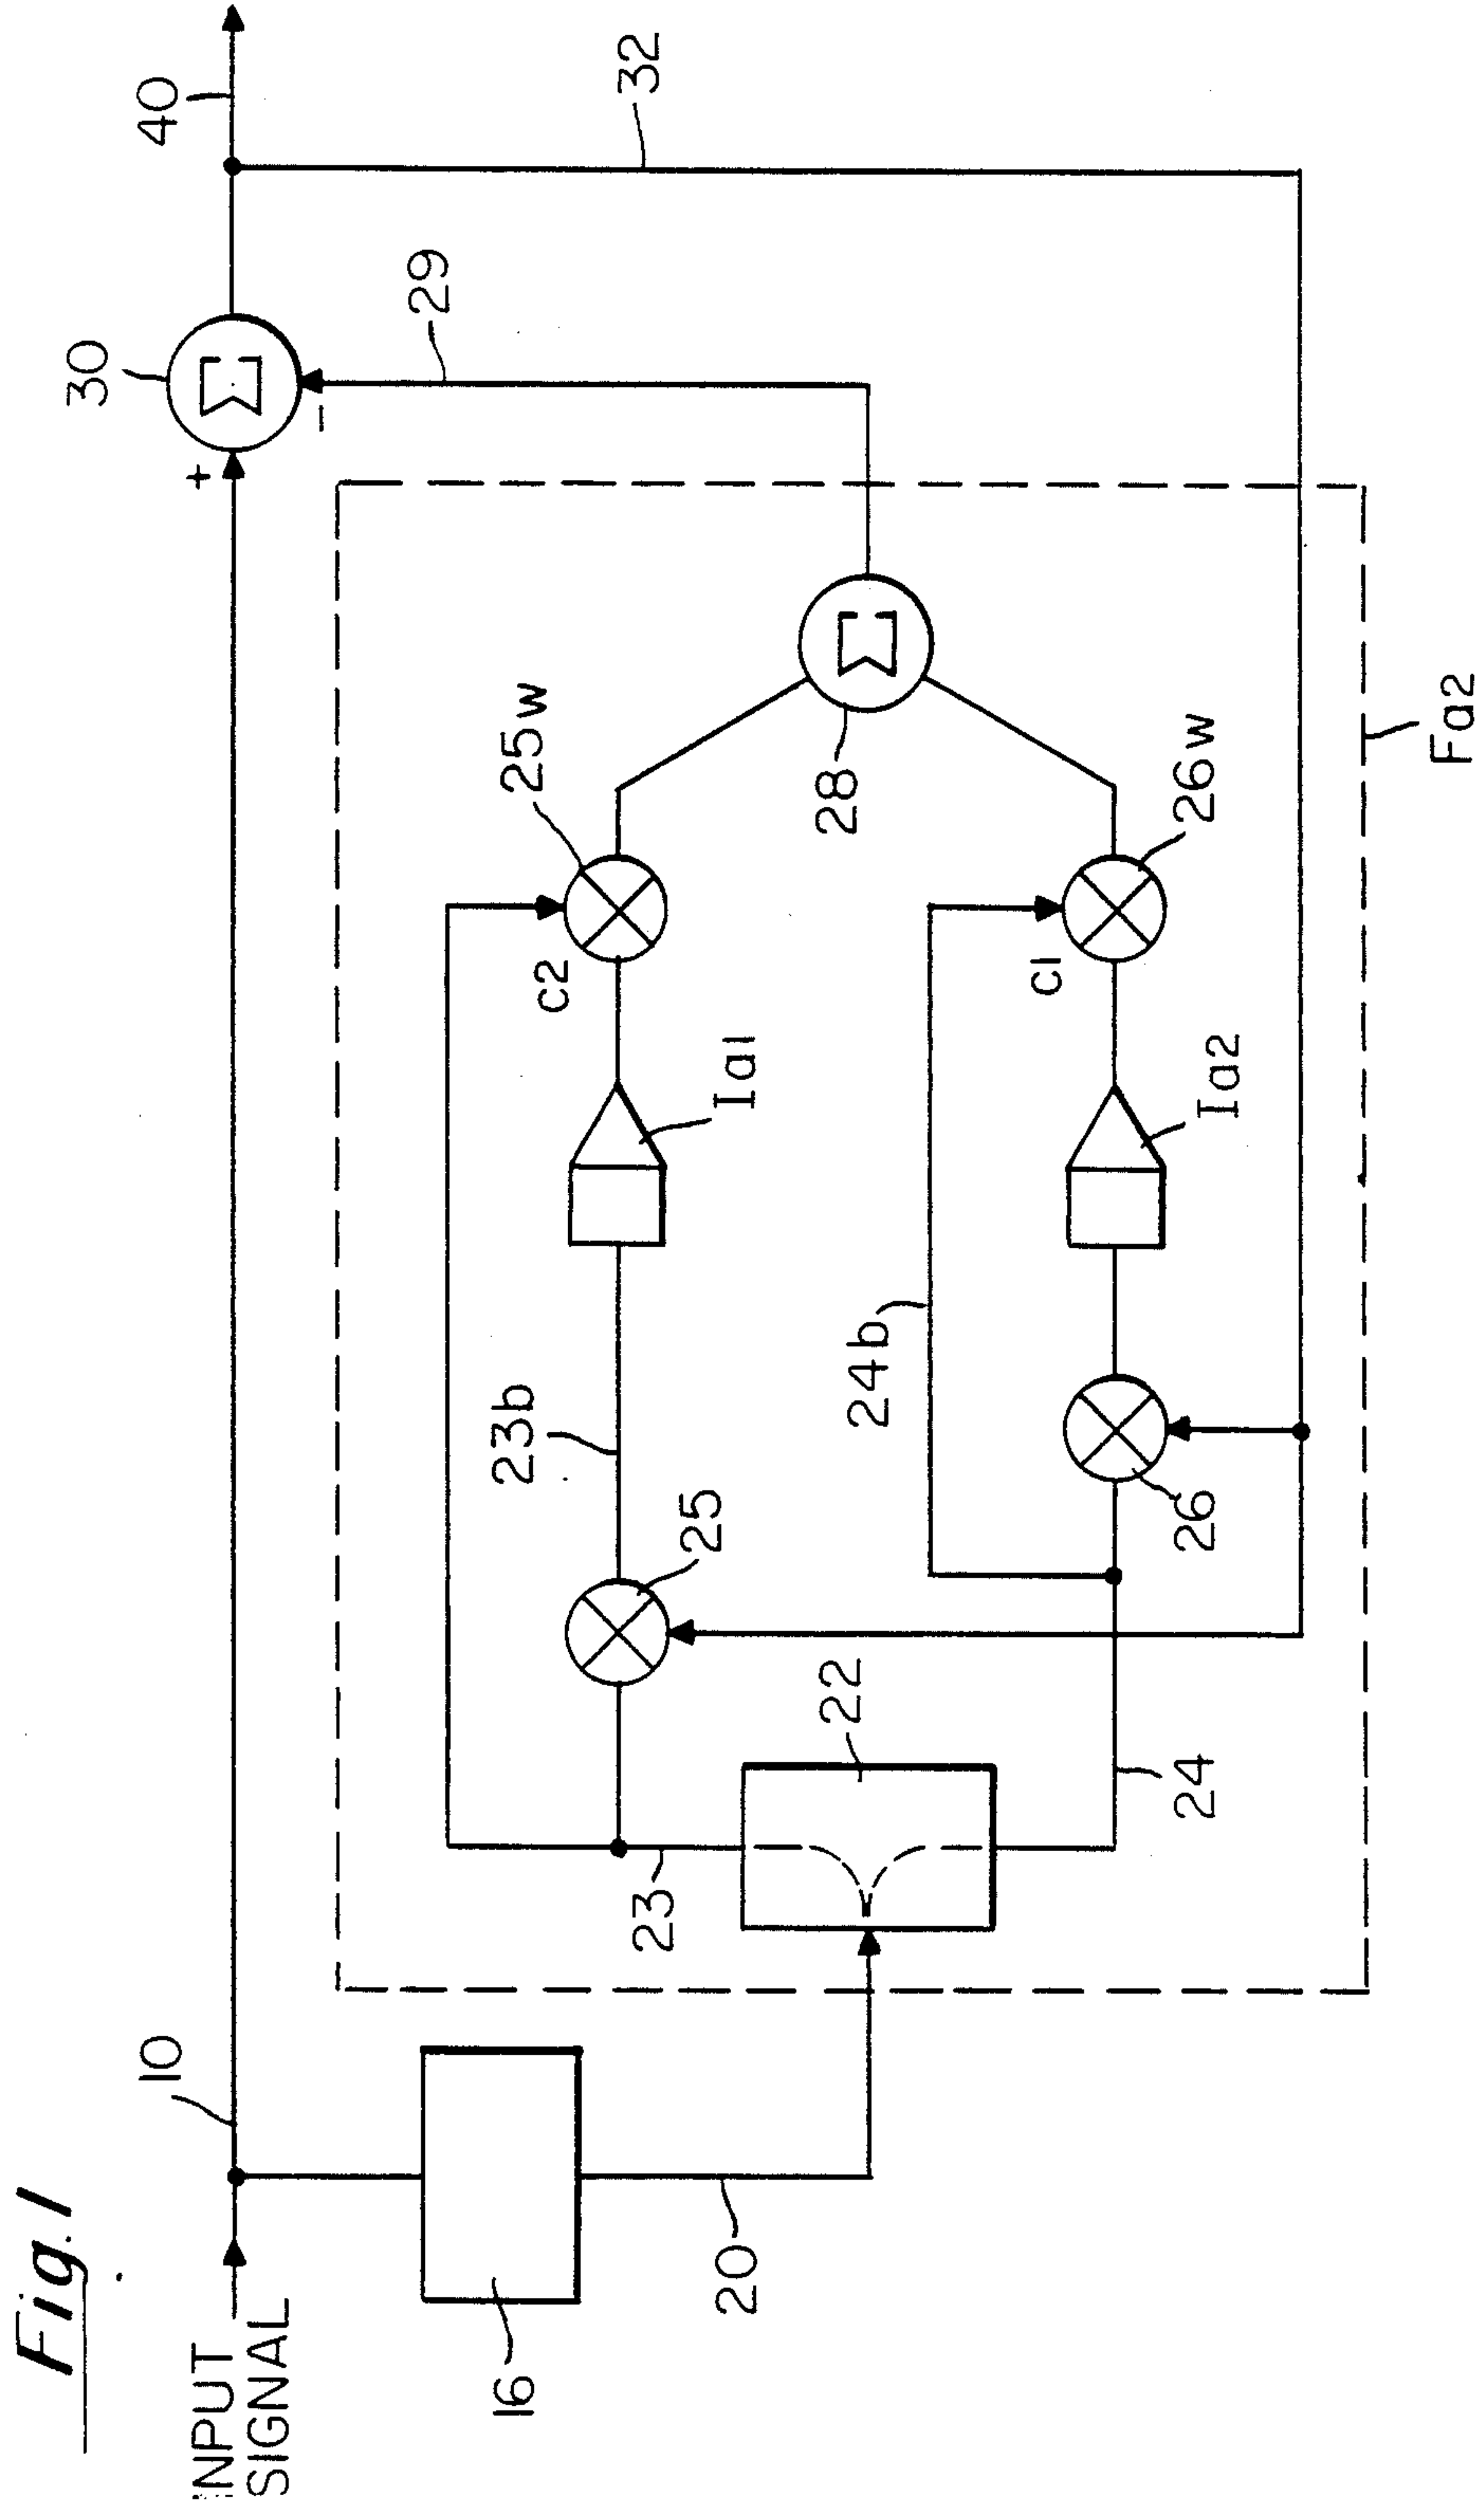 Fig. 1
INPUT
SIGNAL
10
16
20
30
+
-
40
29
32
23
22
24
25
23b
24b
26
Ia1
Ia2
c2
c1
25w
26w
28
Fa2
Σ
Σ